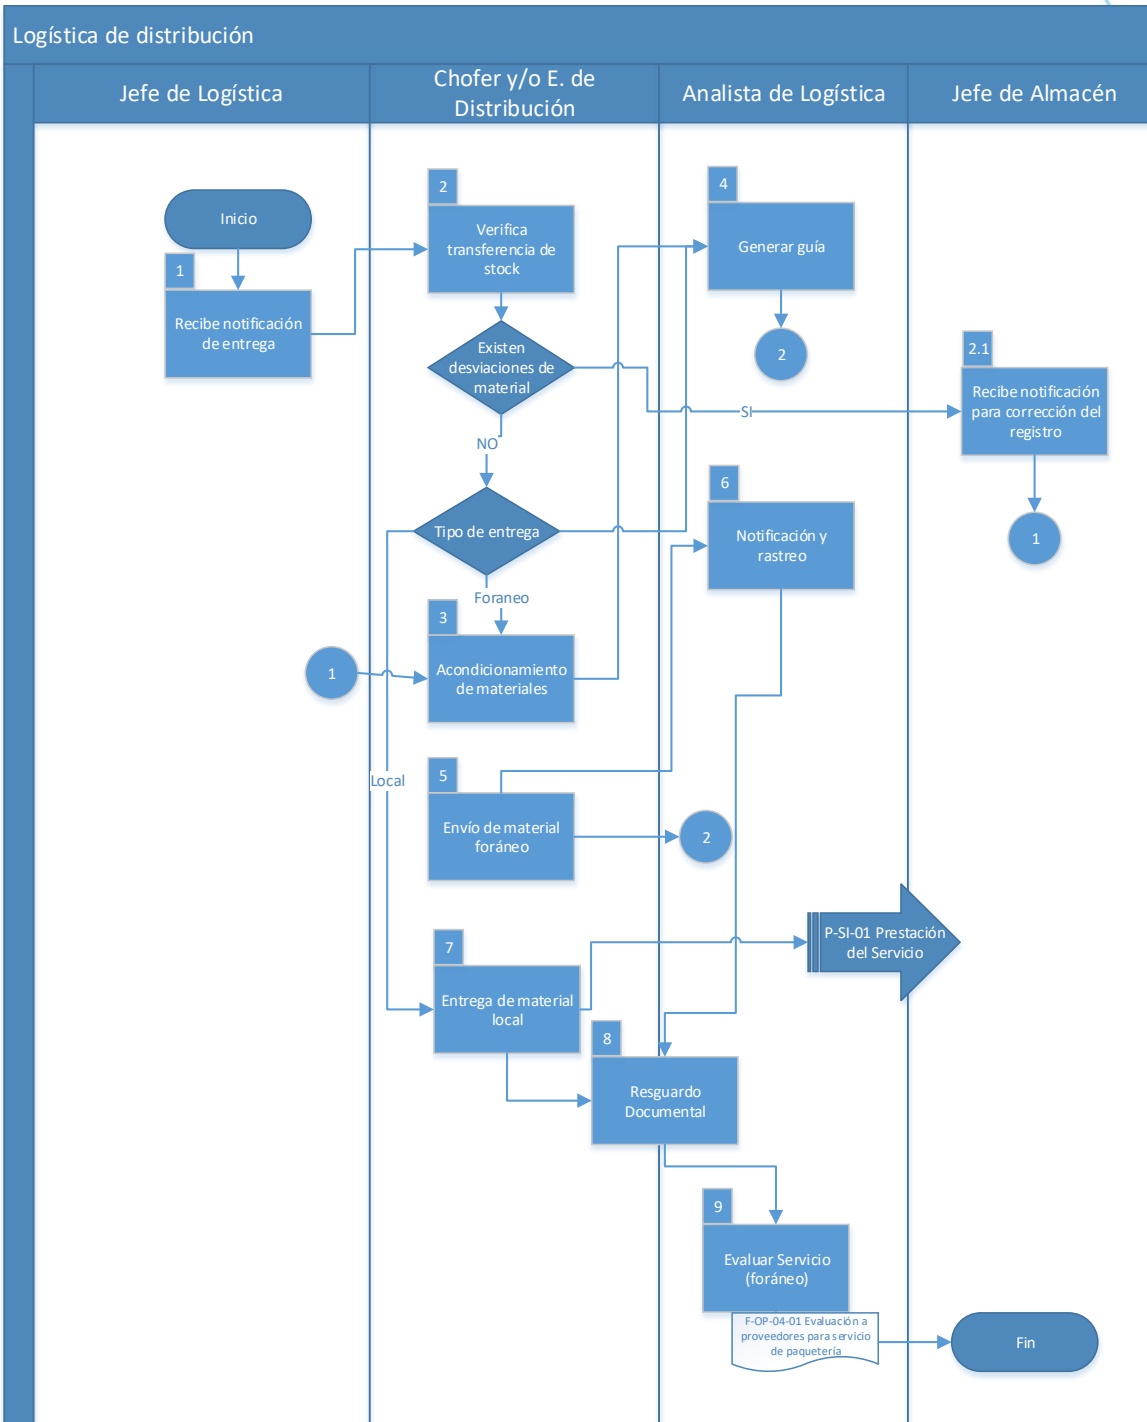 Logística de distribución
Jefe de Logística
Chofer y/o E. de
Distribución
Analista de Logística
Jefe de Almacén
Inicio
1
Recibe notificación
de entrega
2
Verifica
transferencia de
stock
4
Generar guía
2
Existen
desviaciones de
material
SI
2.1
Recibe notificación
para corrección del
registro
1
NO
Tipo de entrega
6
Notificación y
rastreo
Foraneo
3
Acondicionamiento
de materiales
1
Local
5
Envío de material
foráneo
2
P-SI-01 Prestación
del Servicio
7
Entrega de material
local
8
Resguardo
Documental
9
Evaluar Servicio
(foráneo)
F-OP-04-01 Evaluación a
proveedores para servicio
de paquetería
Fin